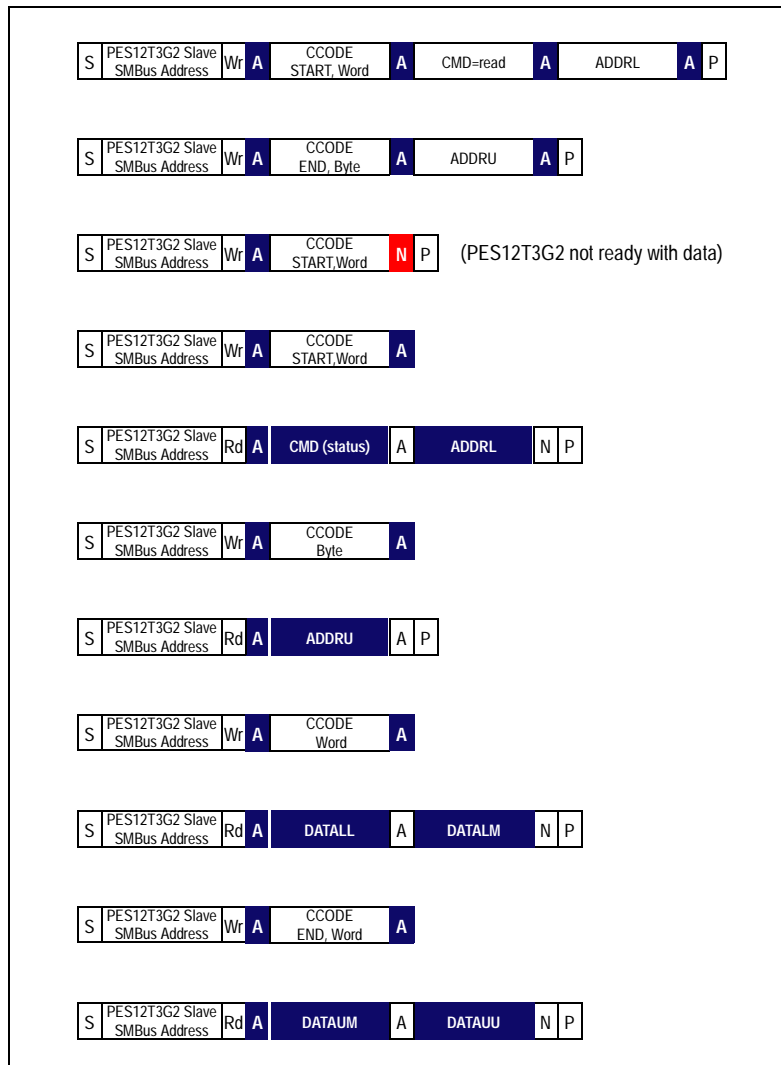 S PES12T3G2 Slave SMBus Address Wr A CCODE START, Word A CMD=read A ADDRL A P
S PES12T3G2 Slave SMBus Address Wr A CCODE END, Byte A ADDRU A P
S PES12T3G2 Slave SMBus Address Wr A CCODE START,Word N P (PES12T3G2 not ready with data)
S PES12T3G2 Slave SMBus Address Wr A CCODE START,Word A
S PES12T3G2 Slave SMBus Address Rd A CMD (status) A ADDRL N P
S PES12T3G2 Slave SMBus Address Wr A CCODE Byte A
S PES12T3G2 Slave SMBus Address Rd A ADDRU A P
S PES12T3G2 Slave SMBus Address Wr A CCODE Word A
S PES12T3G2 Slave SMBus Address Rd A DATALL A DATALM N P
S PES12T3G2 Slave SMBus Address Wr A CCODE END, Word A
S PES12T3G2 Slave SMBus Address Rd A DATAUM A DATAUU N P